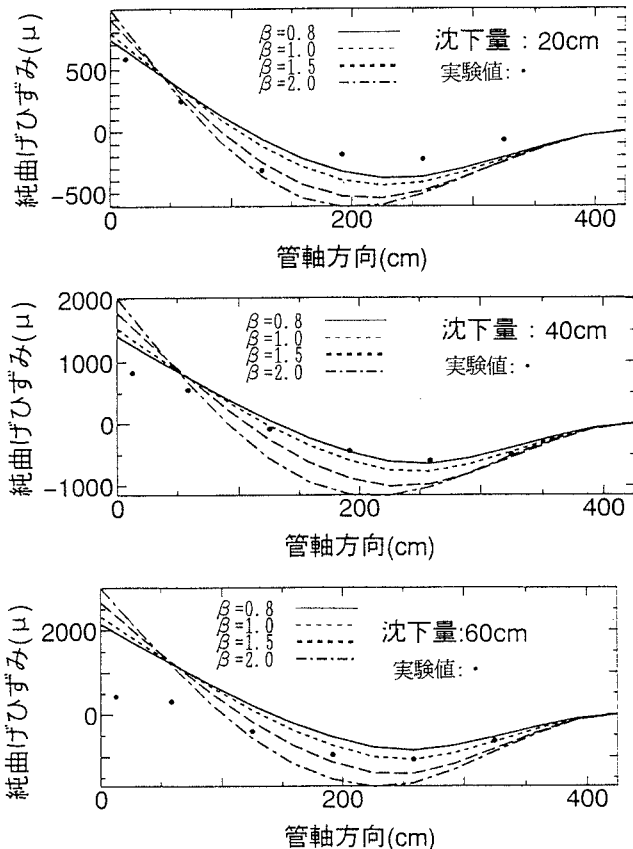 β=0.8
β=1.0
β=1.5
β=2.0
沈下量：20cm
実験値：•
純曲げひずみ(μ)
500
0
-500
0
200
400
管軸方向(cm)
β=0.8
β=1.0
β=1.5
β=2.0
沈下量：40cm
実験値：•
純曲げひずみ(μ)
2000
1000
0
-1000
0
200
400
管軸方向(cm)
β=0.8
β=1.0
β=1.5
β=2.0
沈下量:60cm
実験値：•
純曲げひずみ(μ)
2000
0
0
200
400
管軸方向(cm)